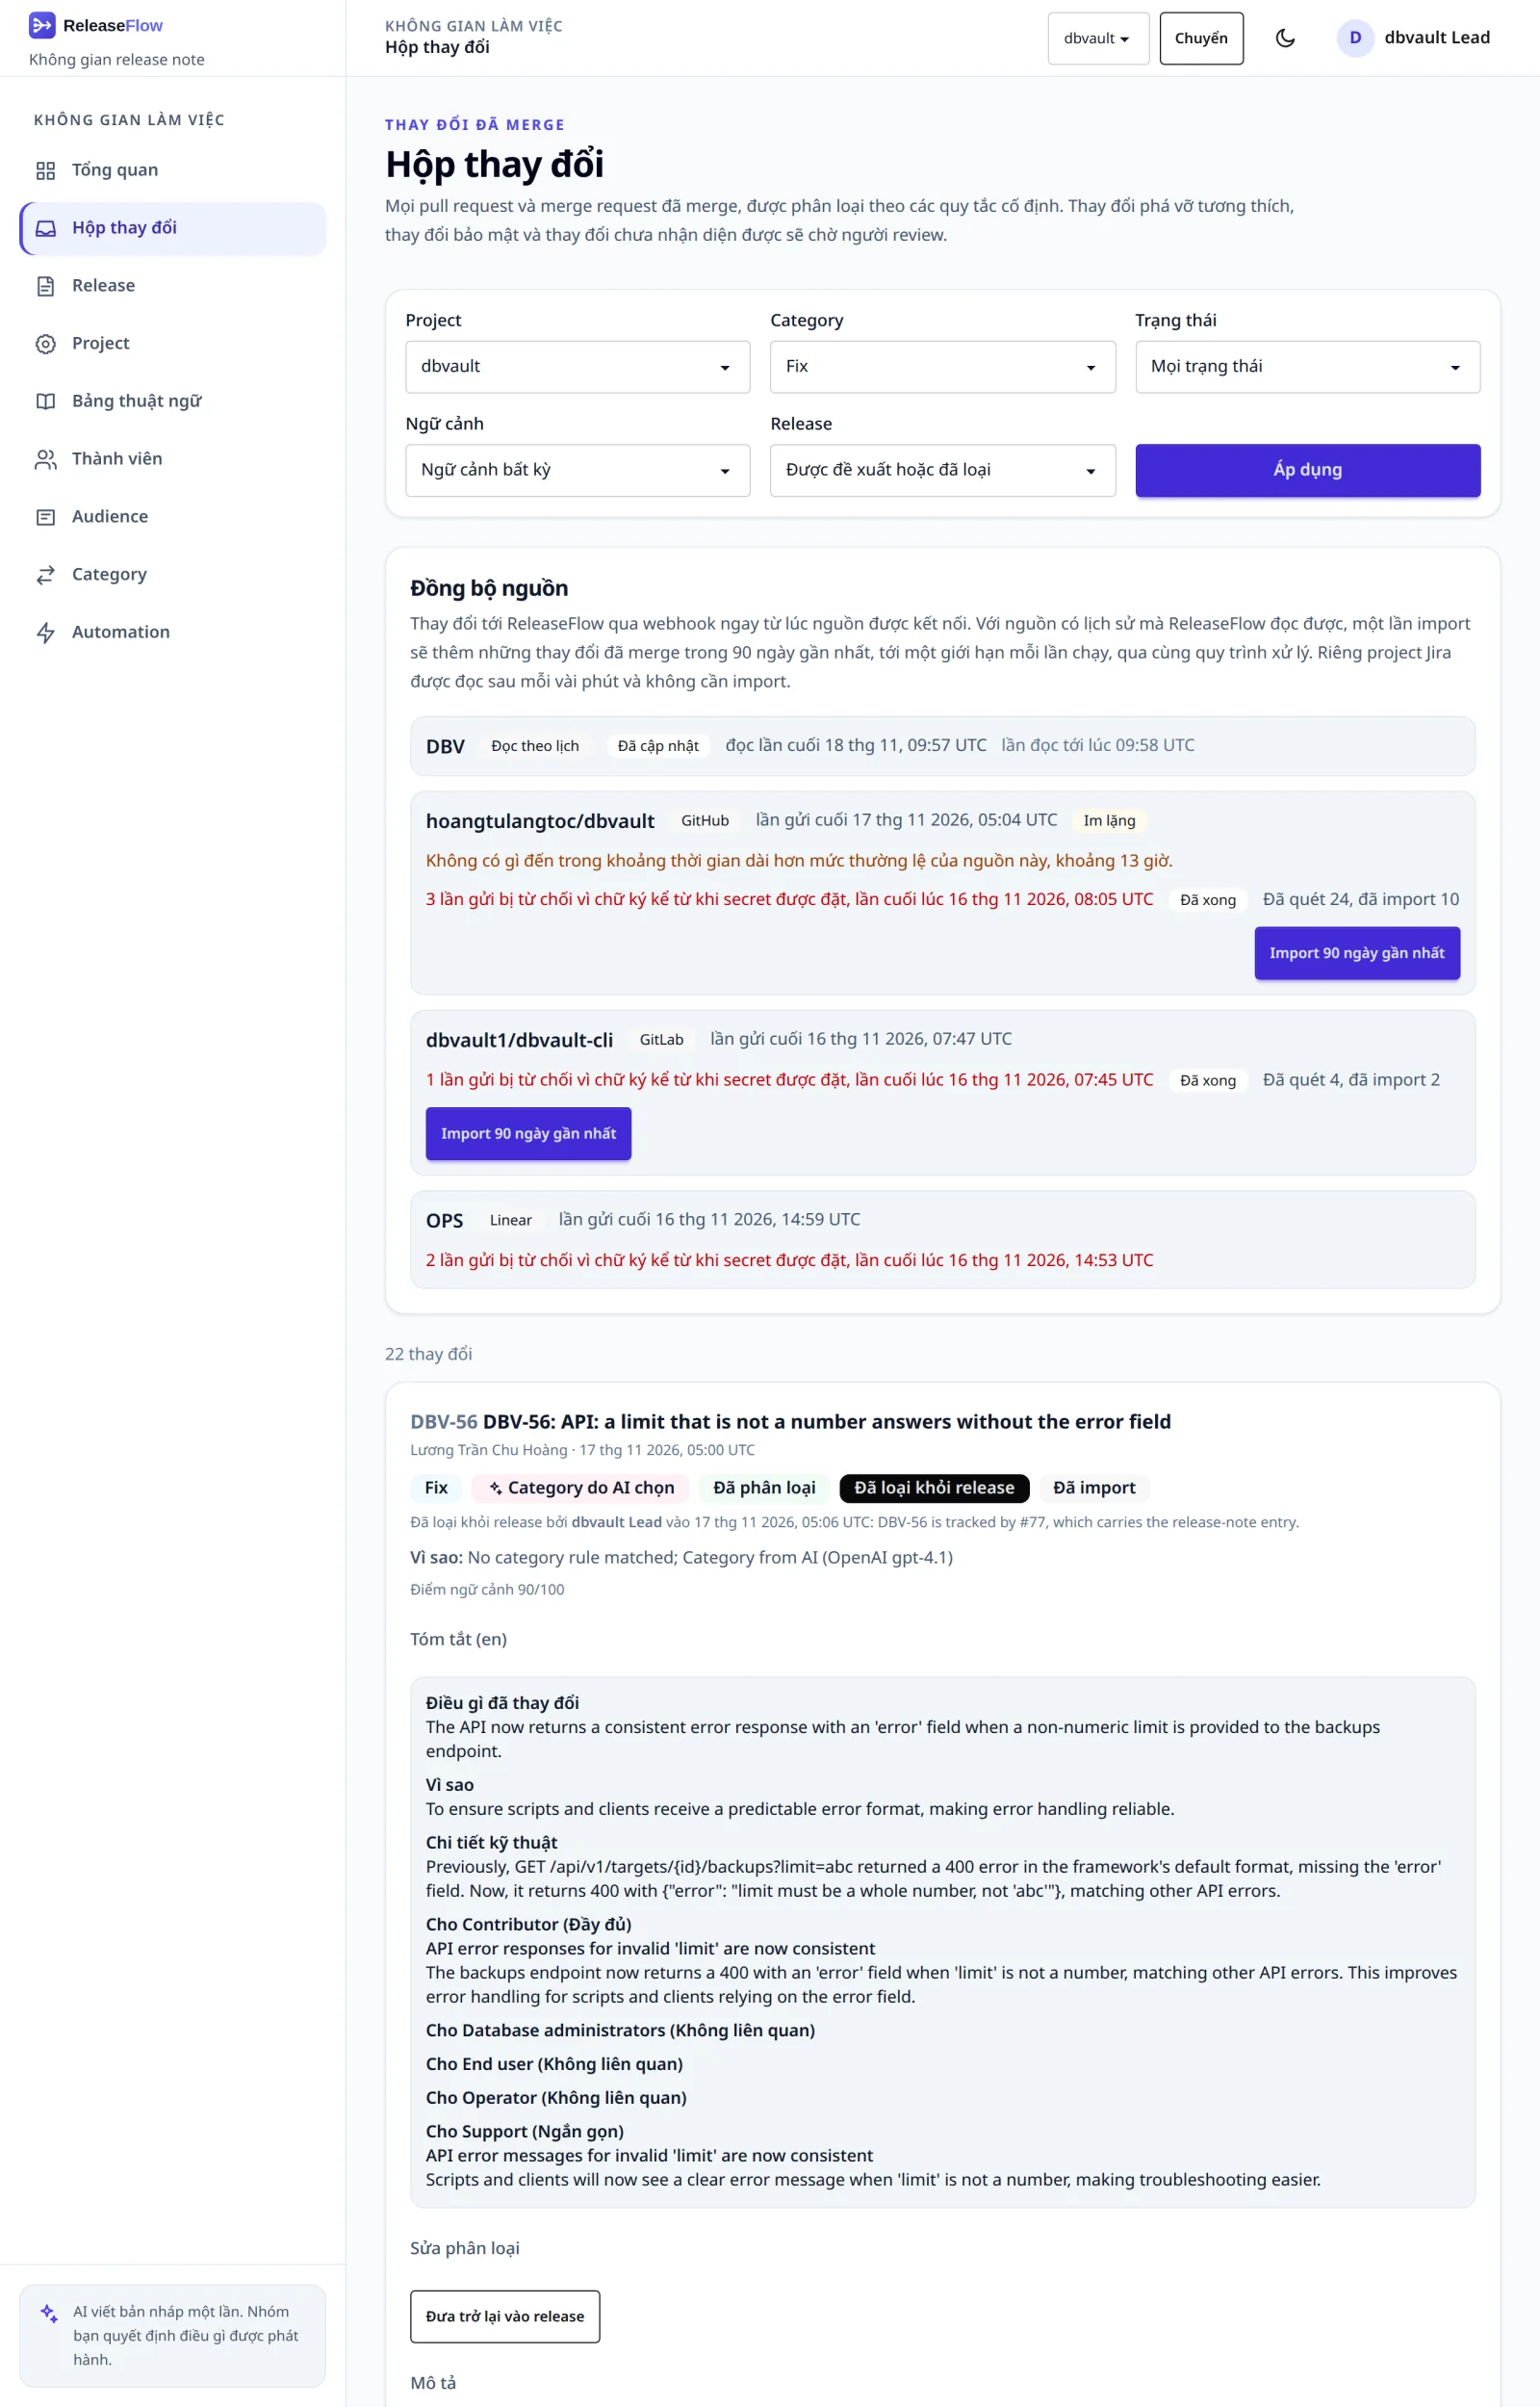 ReleaseFlow
Không gian release note
KHÔNG GIAN LÀM VIỆC
Hộp thay đổi
dbvault
Chuyển
D
dbvault Lead
KHÔNG GIAN LÀM VIỆC
Tổng quan
Hộp thay đổi
Release
Project
Bảng thuật ngữ
Thành viên
Audience
Category
Automation
AI viết bản nháp một lần. Nhóm
bạn quyết định điều gì được phát
hành.
THAY ĐỔI ĐÃ MERGE
Hộp thay đổi
Mọi pull request và merge request đã merge, được phân loại theo các quy tắc cố định. Thay đổi phá vỡ tương thích,
thay đổi bảo mật và thay đổi chưa nhận diện được sẽ chờ người review.
Project
Category
Trạng thái
dbvault
Fix
Mọi trạng thái
Ngữ cảnh
Release
Ngữ cảnh bất kỳ
Được đề xuất hoặc đã loại
Áp dụng
Đồng bộ nguồn
Thay đổi tới ReleaseFlow qua webhook ngay từ lúc nguồn được kết nối. Với nguồn có lịch sử mà ReleaseFlow đọc được, một lần import
sẽ thêm những thay đổi đã merge trong 90 ngày gần nhất, tới một giới hạn mỗi lần chạy, qua cùng quy trình xử lý. Riêng project Jira
được đọc sau mỗi vài phút và không cần import.
DBV Đọc theo lịch Đã cập nhật đọc lần cuối 18 thg 11, 09:57 UTC lần đọc tới lúc 09:58 UTC
hoangtulangtoc/dbvault GitHub lần gửi cuối 17 thg 11 2026, 05:04 UTC Im lặng
Không có gì đến trong khoảng thời gian dài hơn mức thường lệ của nguồn này, khoảng 13 giờ.
3 lần gửi bị từ chối vì chữ ký kể từ khi secret được đặt, lần cuối lúc 16 thg 11 2026, 08:05 UTC Đã xong Đã quét 24, đã import 10
Import 90 ngày gần nhất
dbvault1/dbvault-cli GitLab lần gửi cuối 16 thg 11 2026, 07:47 UTC
1 lần gửi bị từ chối vì chữ ký kể từ khi secret được đặt, lần cuối lúc 16 thg 11 2026, 07:45 UTC Đã xong Đã quét 4, đã import 2
Import 90 ngày gần nhất
OPS Linear lần gửi cuối 16 thg 11 2026, 14:59 UTC
2 lần gửi bị từ chối vì chữ ký kể từ khi secret được đặt, lần cuối lúc 16 thg 11 2026, 14:53 UTC
22 thay đổi
DBV-56 DBV-56: API: a limit that is not a number answers without the error field
Lương Trần Chu Hoàng · 17 thg 11 2026, 05:00 UTC
Fix Category do AI chọn Đã phân loại Đã loại khỏi release Đã import
Đã loại khỏi release bởi dbvault Lead vào 17 thg 11 2026, 05:06 UTC: DBV-56 is tracked by #77, which carries the release-note entry.
Vì sao: No category rule matched; Category from AI (OpenAI gpt-4.1)
Điểm ngữ cảnh 90/100
Tóm tắt (en)
Điều gì đã thay đổi
The API now returns a consistent error response with an 'error' field when a non-numeric limit is provided to the backups
endpoint.
Vì sao
To ensure scripts and clients receive a predictable error format, making error handling reliable.
Chi tiết kỹ thuật
Previously, GET /api/v1/targets/{id}/backups?limit=abc returned a 400 error in the framework's default format, missing the 'error'
field. Now, it returns 400 with {"error": "limit must be a whole number, not 'abc'"}, matching other API errors.
Cho Contributor (Đầy đủ)
API error responses for invalid 'limit' are now consistent
The backups endpoint now returns a 400 with an 'error' field when 'limit' is not a number, matching other API errors. This improves
error handling for scripts and clients relying on the error field.
Cho Database administrators (Không liên quan)
Cho End user (Không liên quan)
Cho Operator (Không liên quan)
Cho Support (Ngắn gọn)
API error messages for invalid 'limit' are now consistent
Scripts and clients will now see a clear error message when 'limit' is not a number, making troubleshooting easier.
Sửa phân loại
Đưa trở lại vào release
Mô tả